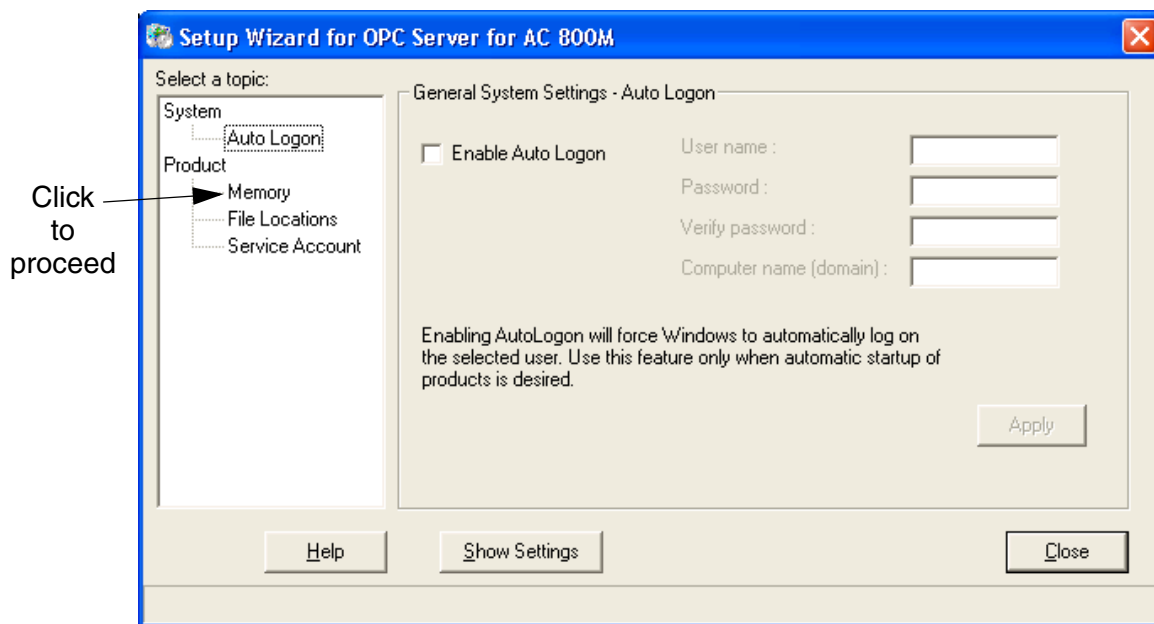 Setup Wizard for OPC Server for AC 800M
Select a topic:
System
Auto Logon
Product
Memory
File Locations
Service Account
Click
to
proceed
General System Settings - Auto Logon
Enable Auto Logon
User name :
Password :
Verify password :
Computer name (domain) :
Enabling AutoLogon will force Windows to automatically log on
the selected user. Use this feature only when automatic startup of
products is desired.
Apply
Help
Show Settings
Close